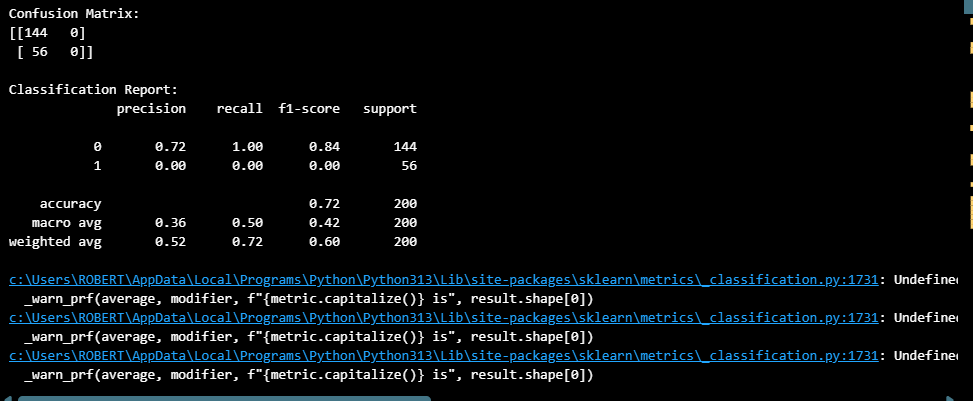 Confusion Matrix:
[[144   0]
 [ 56   0]]
Classification Report:
              precision    recall  f1-score   support
           0       0.72      1.00      0.84       144
           1       0.00      0.00      0.00        56
    accuracy                           0.72       200
   macro avg       0.36      0.50      0.42       200
weighted avg       0.52      0.72      0.60       200
c:\Users\ROBERT\AppData\Local\Programs\Python\Python313\Lib\site-packages\sklearn\metrics\_classification.py:1731: Undefine
  _warn_prf(average, modifier, f"{metric.capitalize()} is", result.shape[0])
c:\Users\ROBERT\AppData\Local\Programs\Python\Python313\Lib\site-packages\sklearn\metrics\_classification.py:1731: Undefine
  _warn_prf(average, modifier, f"{metric.capitalize()} is", result.shape[0])
c:\Users\ROBERT\AppData\Local\Programs\Python\Python313\Lib\site-packages\sklearn\metrics\_classification.py:1731: Undefine
  _warn_prf(average, modifier, f"{metric.capitalize()} is", result.shape[0])